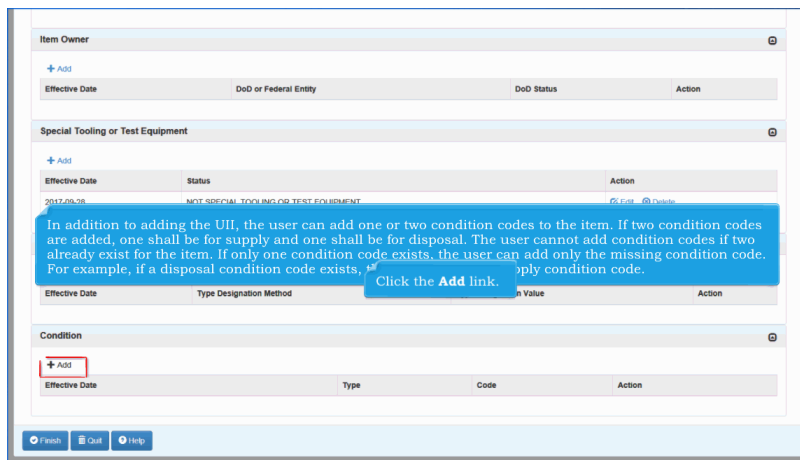 Item Owner
+ Add
Effective Date DoD or Federal Entity DoD Status Action
Special Tooling or Test Equipment
+ Add
Effective Date Status Action
2017-09-28 NOT SPECIAL TOOLING OR TEST EQUIPMENT Edit Delete
In addition to adding the UII, the user can add one or two condition codes to the item. If two condition codes
are added, one shall be for supply and one shall be for disposal. The user cannot add condition codes if two
already exist for the item. If only one condition code exists, the user can add only the missing condition code.
For example, if a disposal condition code exists, condition code.
Click the Add link.
Effective Date Type Designation Method Value Action
Condition
+ Add
Effective Date Type Code Action
Finish Quit Help